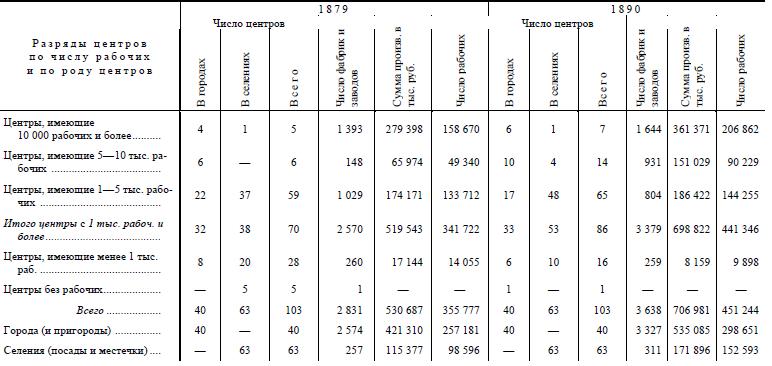 1879 1890
Число центров Число центров
Разряды центров
по числу рабочих
и по роду центров
В городах В селениях Всего Число фабрик и заводов Сумма произв. в тыс. руб. Число рабочих В городах В селениях Всего Число фабрик и заводов Сумма произв. в тыс. руб. Число рабочих
Центры, имеющие
10 000 рабочих и более.......... 4 1 5 1 393 279 398 158 670 6 1 7 1 644 361 371 206 862
Центры, имеющие 5—10 тыс. ра-
бочих ........................................ 6 — 6 148 65 974 49 340 10 4 14 931 151 029 90 229
Центры, имеющие 1—5 тыс. рабо-
чих ............................................ 22 37 59 1 029 174 171 133 712 17 48 65 804 186 422 144 255
Итого центры с 1 тыс. рабоч. и
более.......................................... 32 38 70 2 570 519 543 341 722 33 53 86 3 379 698 822 441 346
Центры, имеющие менее 1 тыс.
раб. ............................................ 8 20 28 260 17 144 14 055 6 10 16 259 8 159 9 898
Центры без рабочих..................... — 5 5 1 — — 1 — 1 — — —
Всего .................... 40 63 103 2 831 530 687 355 777 40 63 103 3 638 706 981 451 244
Города (и пригороды) ................. 40 — 40 2 574 421 310 257 181 40 — 40 3 327 535 085 298 651
Селения (посады и местечки) .... — 63 63 257 115 377 98 596 — 63 63 311 171 896 152 593